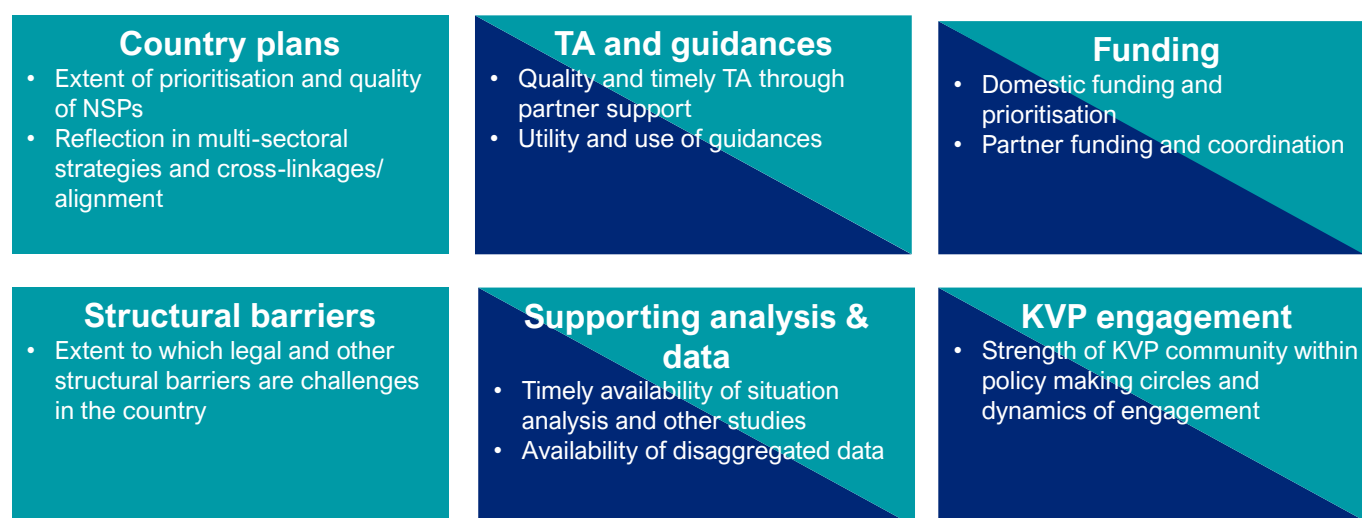 Country plans
• Extent of prioritisation and quality
of NSPs
• Reflection in multi-sectoral
strategies and cross-linkages/
alignment
TA and guidances
• Quality and timely TA through
partner support
• Utility and use of guidances
Funding
• Domestic funding and
prioritisation
• Partner funding and coordination
Structural barriers
• Extent to which legal and other
structural barriers are challenges
in the country
Supporting analysis &
data
• Timely availability of situation
analysis and other studies
• Availability of disaggregated data
KVP engagement
• Strength of KVP community within
policy making circles and
dynamics of engagement